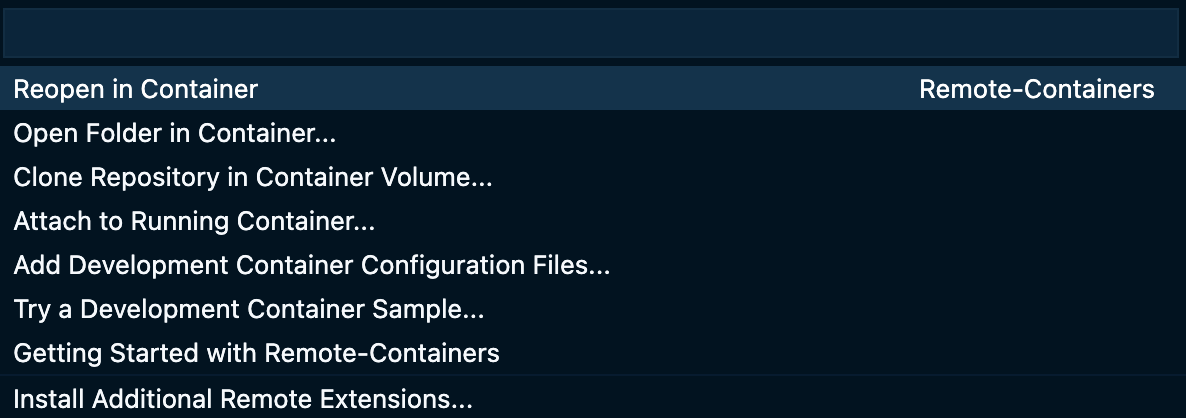 Reopen in Container Remote-Containers
Open Folder in Container...
Clone Repository in Container Volume...
Attach to Running Container...
Add Development Container Configuration Files...
Try a Development Container Sample...
Getting Started with Remote-Containers
Install Additional Remote Extensions...